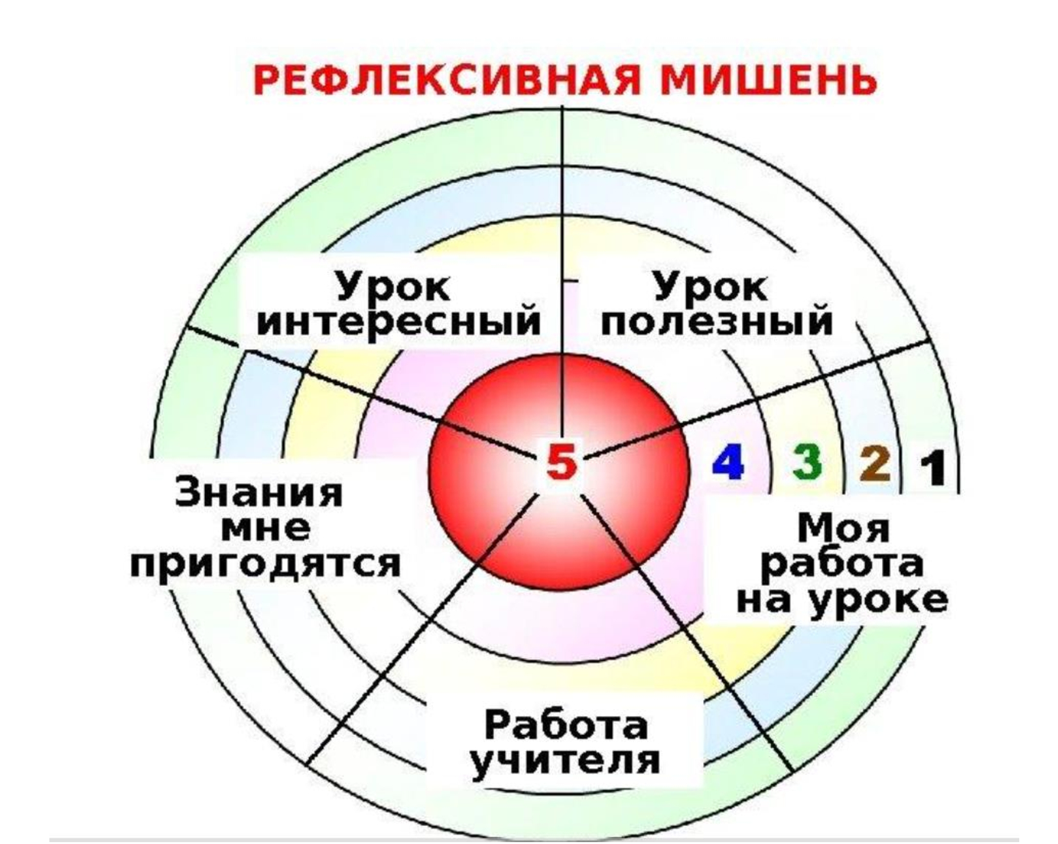 РЕФЛЕКСИВНАЯ МИШЕНЬ
Урок
интересный
Урок
полезный
5
4
3
2
1
Знания
мне
пригодятся
Моя
работа
на уроке
Работа
учителя